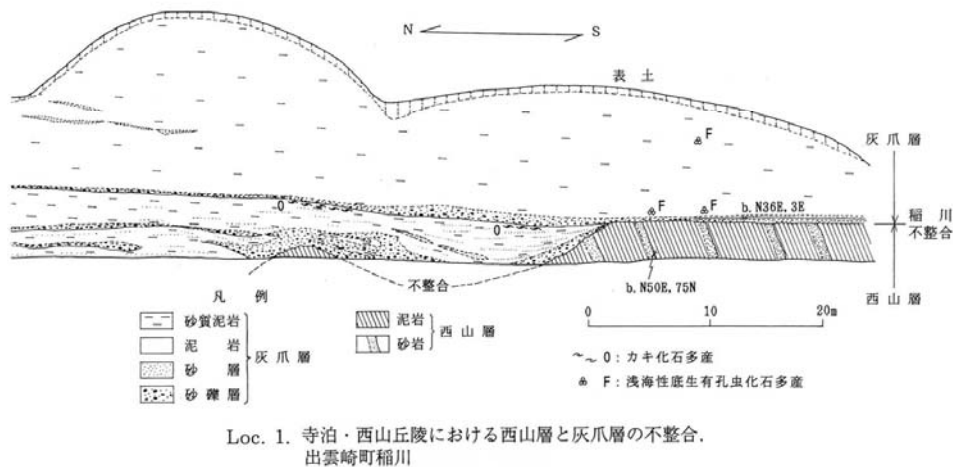 N S
表 土
F
灰爪層
O
F F b. N36E, 3E
稲 川
不整合
O
不整合
b. N50E, 75N
西山層
凡 例
砂質泥岩
泥 岩
砂 層
砂礫層
灰爪層
泥岩
砂岩
西山層
0 10 20m
O:カキ化石多産
F:浅海性底生有孔虫化石多産
Loc. 1. 寺泊・西山丘陵における西山層と灰爪層の不整合.
出雲崎町稲川